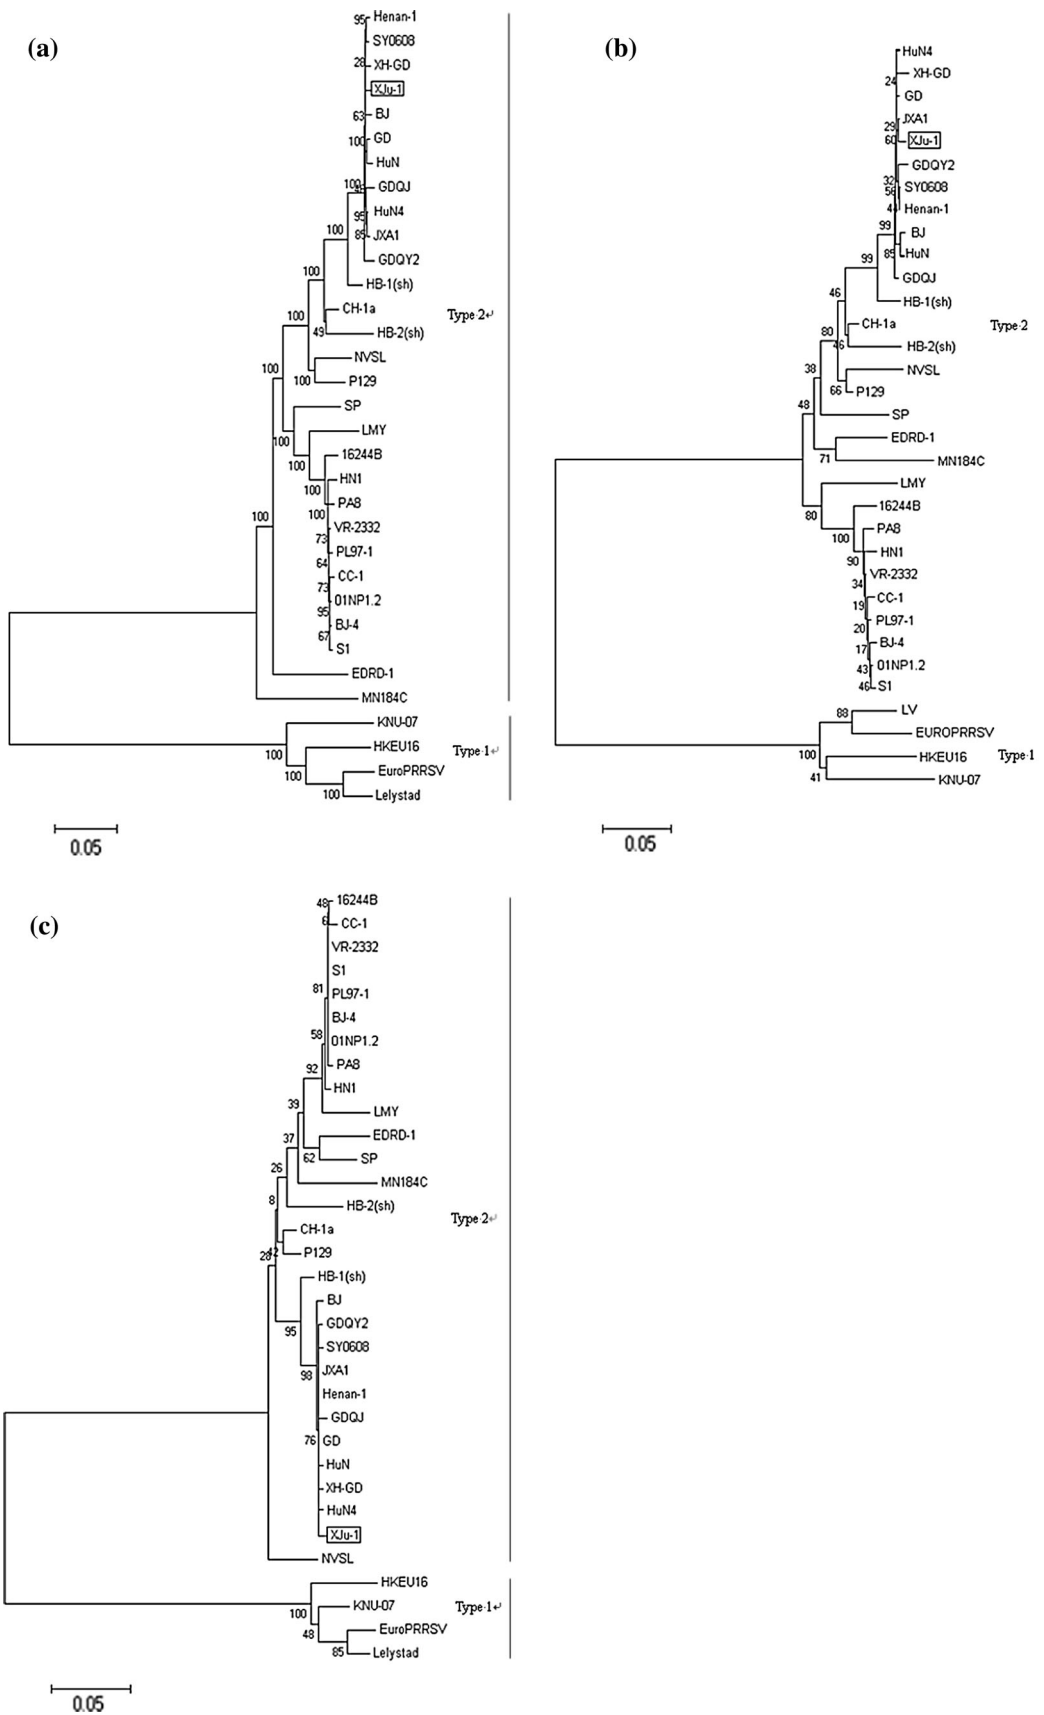 (a)
95 Henan-1
SY0608
28 XH-GD
XJu-1
63 BJ
100 GD
HuN
100 GDQJ
95 HuN4
85 JXA1
GDQY2
100
HB-1(sh)
100 CH-1a
49 HB-2(sh)
Type 2
100
NVSL
100 P129
100
SP
100 LMY
100 16244B
100 HN1
PA8
100 VR-2332
73 PL97-1
64 CC-1
73 01NP1.2
95 BJ-4
67 S1
100
EDRD-1
MN184C
KNU-07
100 HKEU16
100 EuroPRRSV
100 Lelystad
Type 1
0.05
(b)
HuN4
24 XH-GD
GD
29 JXA1
60 XJu-1
GDQY2
32
56 SY0608
44 Henan-1
99 BJ
85 HuN
GDQJ
99
HB-1(sh)
46 CH-1a
46 HB-2(sh)
Type 2
80
NVSL
38
66 P129
48 SP
EDRD-1
71 MN184C
LMY
80 16244B
100 PA8
90 HN1
34 VR-2332
19 CC-1
20 PL97-1
17 BJ-4
43 01NP1.2
46 S1
88 LV
EUROPRRSV
100 HKEU16
41 KNU-07
Type 1
0.05
(c)
48 16244B
6 CC-1
VR-2332
S1
81 PL97-1
BJ-4
58 01NP1.2
92 PA8
HN1
39 LMY
37 EDRD-1
62 SP
26 MN184C
8 HB-2(sh)
Type 2
CH-1a
28 42 P129
HB-1(sh)
BJ
95 GDQY2
SY0608
98 JXA1
Henan-1
GDQJ
76 GD
HuN
XH-GD
HuN4
XJu-1
NVSL
HKEU16
100 KNU-07
48 EuroPRRSV
85 Lelystad
Type 1
0.05